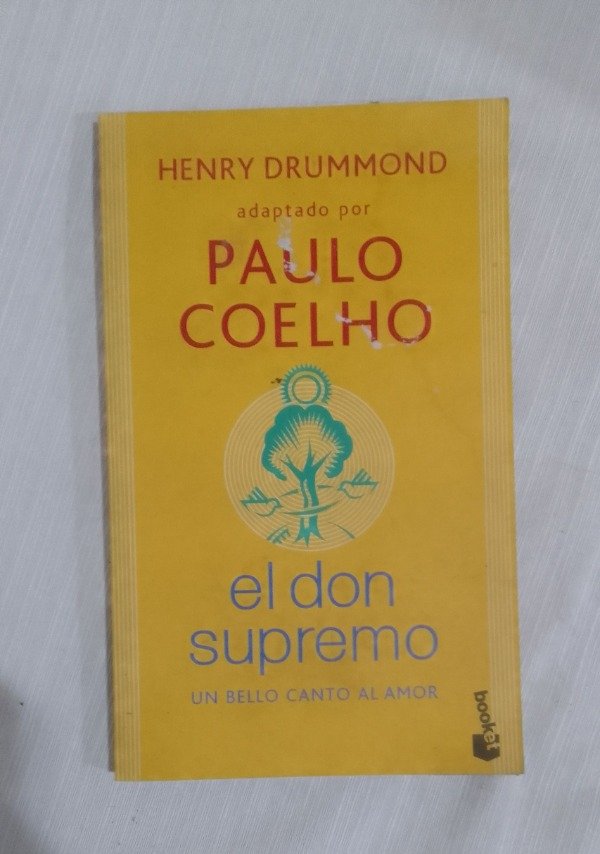 HENRY DRUMMOND
adaptado por
PAULO
COELHO
el don
supremo
UN BELLO CANTO AL AMOR
booket